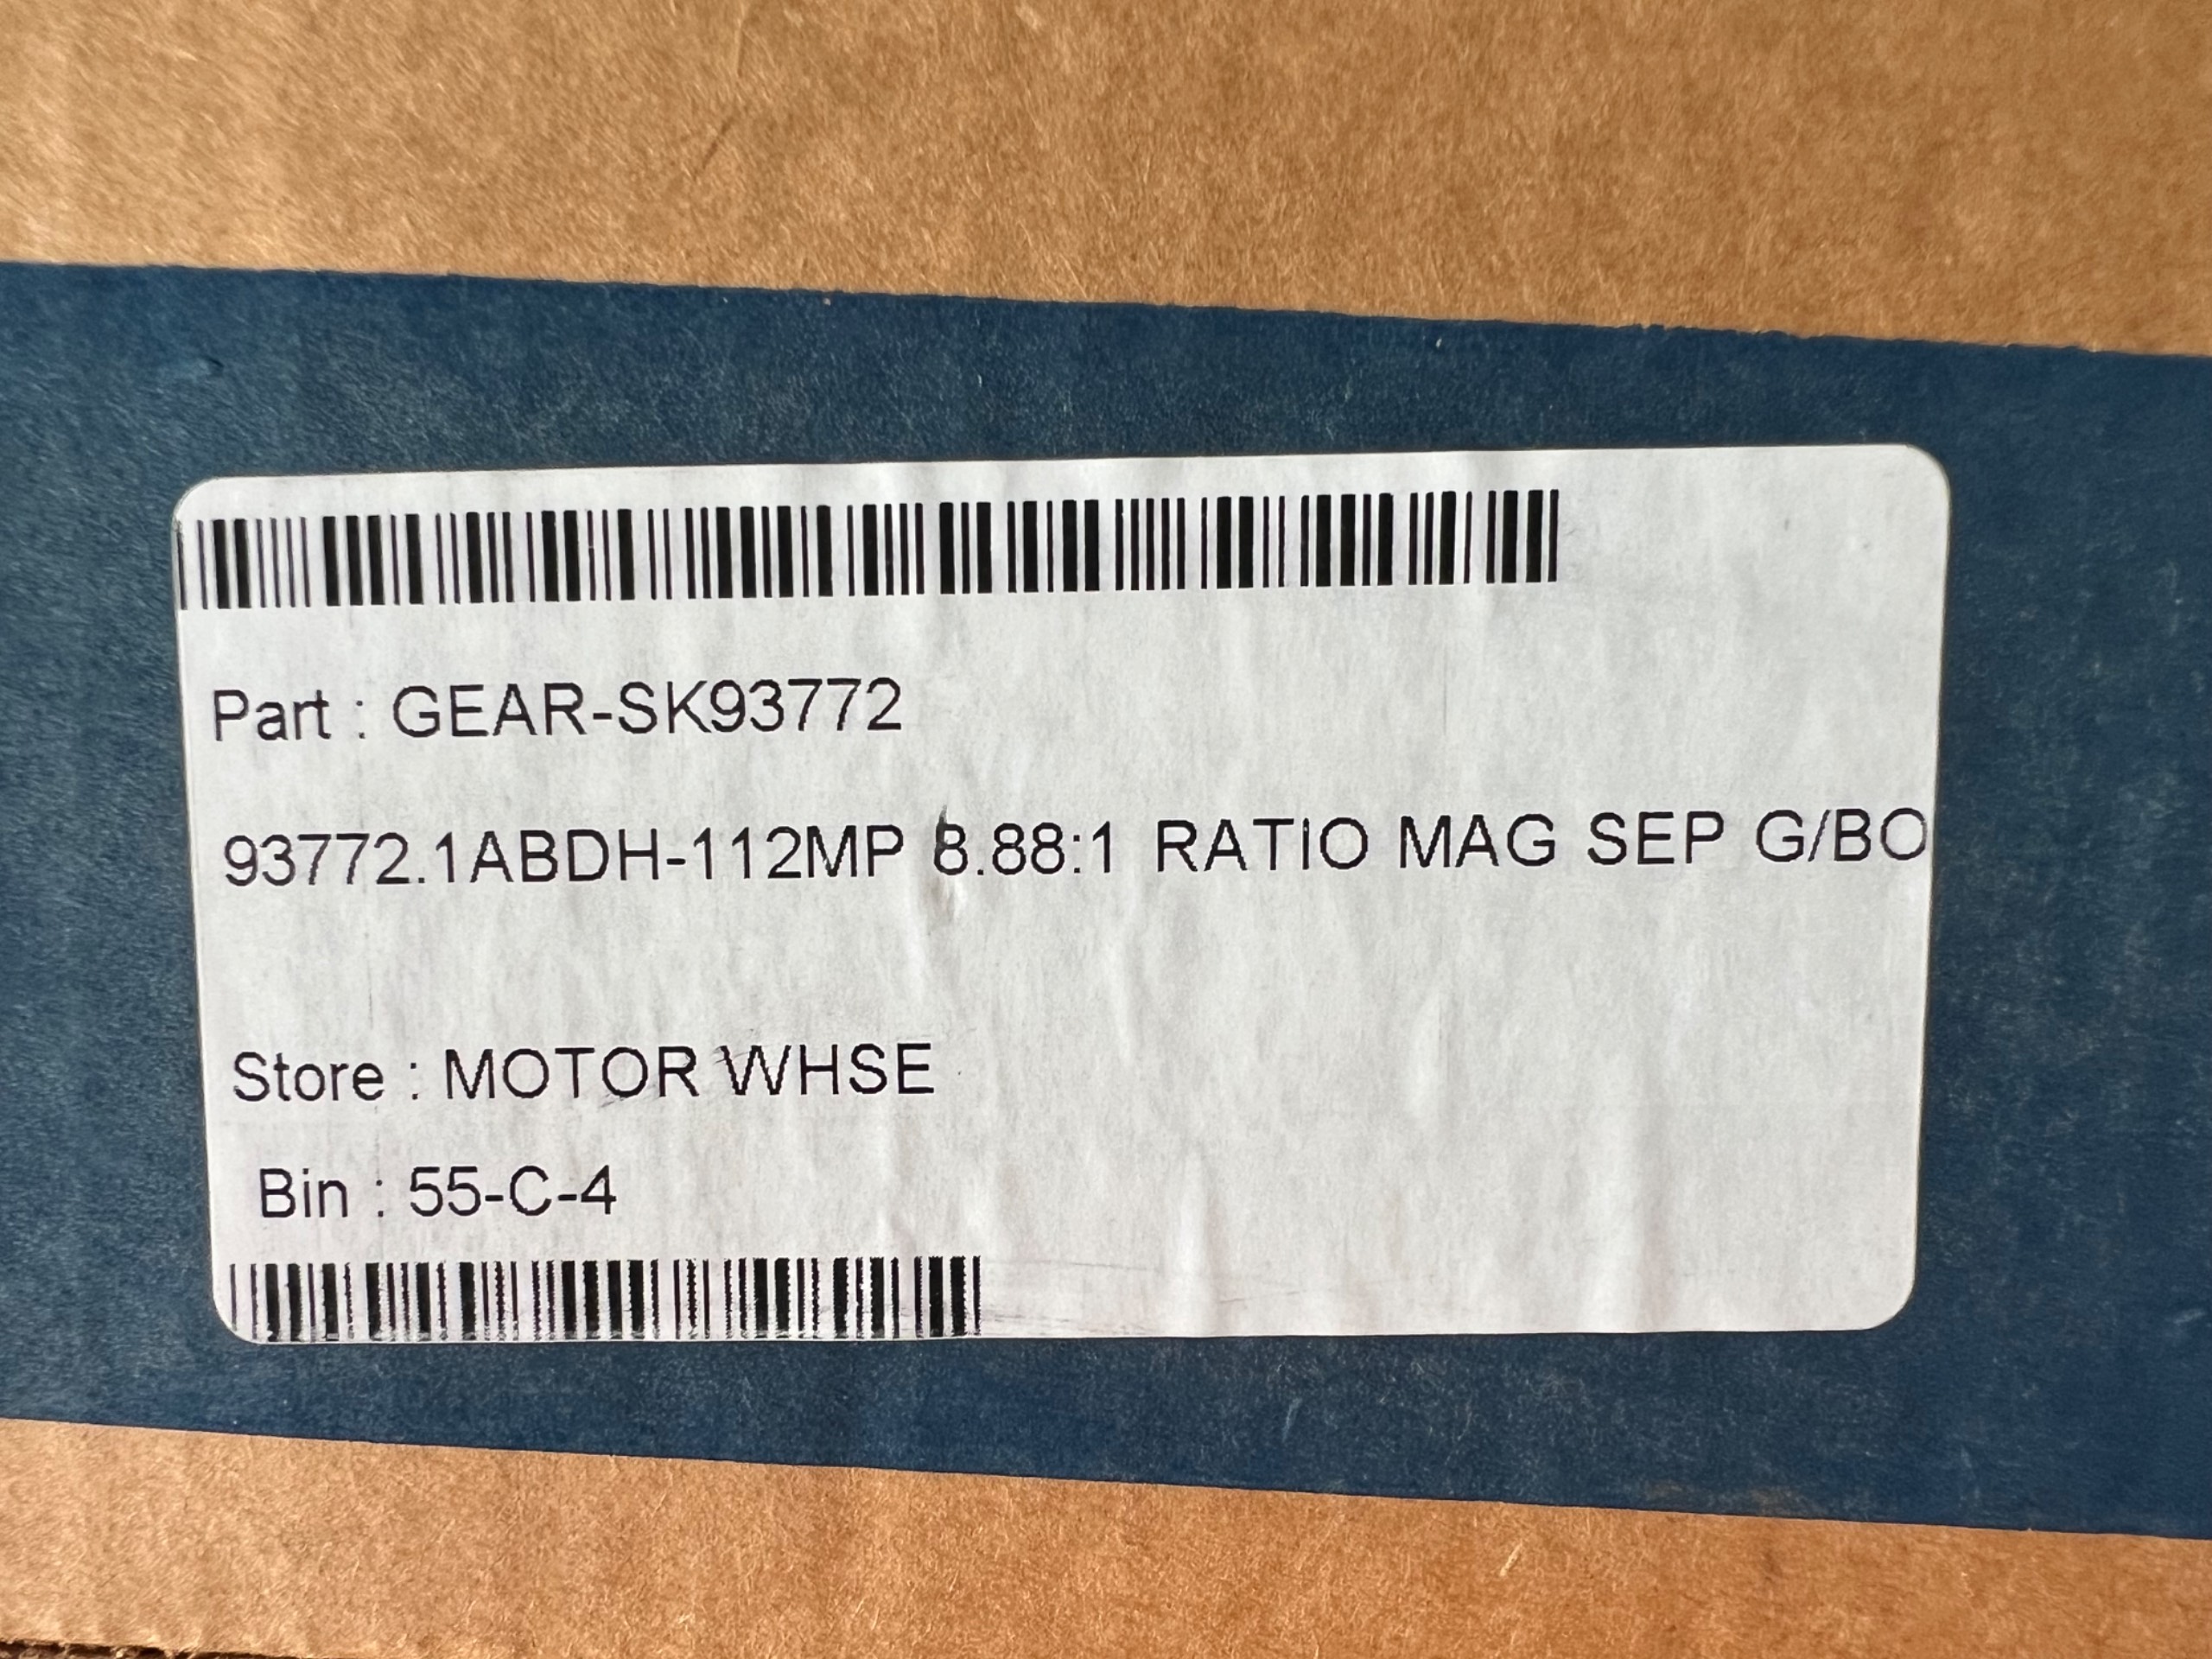 Part : GEAR-SK93772
93772.1ABDH-112MP 8.88:1 RATIO MAG SEP G/BO
Store : MOTOR WHSE
Bin : 55-C-4